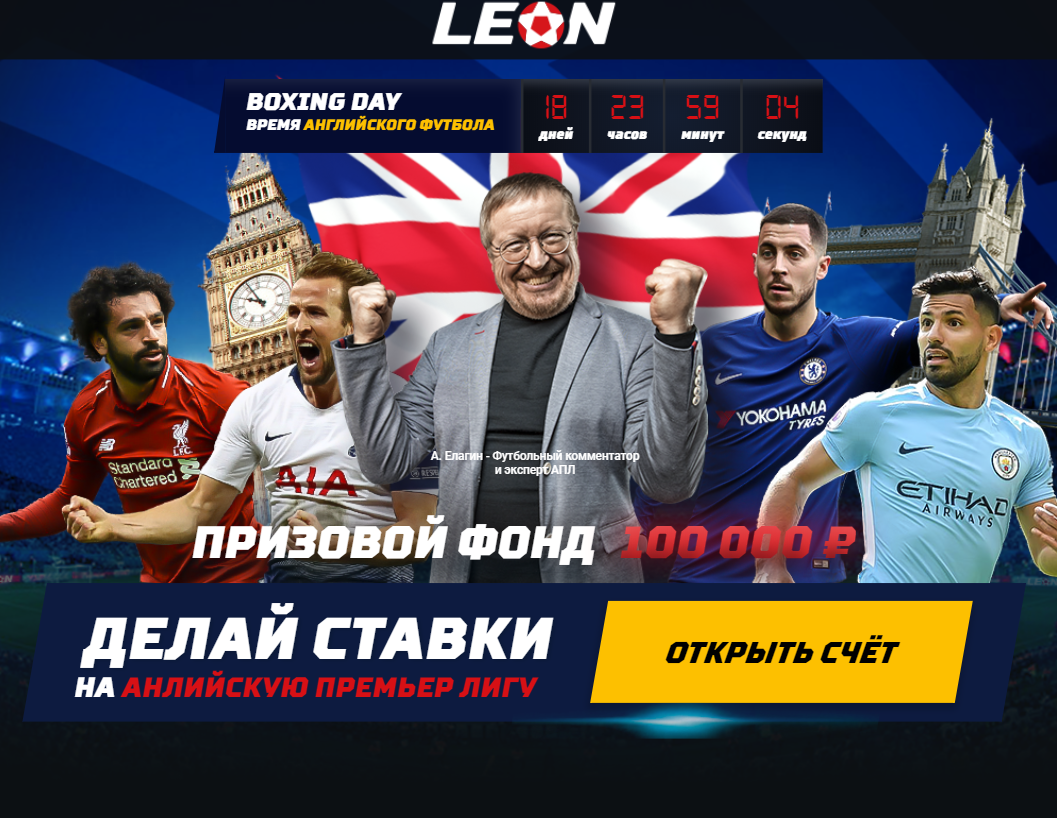 LEON
BOXING DAY
ВРЕМЯ АНГЛИЙСКОГО ФУТБОЛА
18 23 59 04
дней часов минут секунд
Standard
Chartered
L.F.C.
AIA
YOKOHAMA
TYRES
ETIHAD
AIRWAYS
А. Елагин - Футбольный комментатор
и эксперт АПЛ
ПРИЗОВОЙ ФОНД 100 000 ₽
ДЕЛАЙ СТАВКИ
НА АНЛИЙСКУЮ ПРЕМЬЕР ЛИГУ
ОТКРЫТЬ СЧЁТ